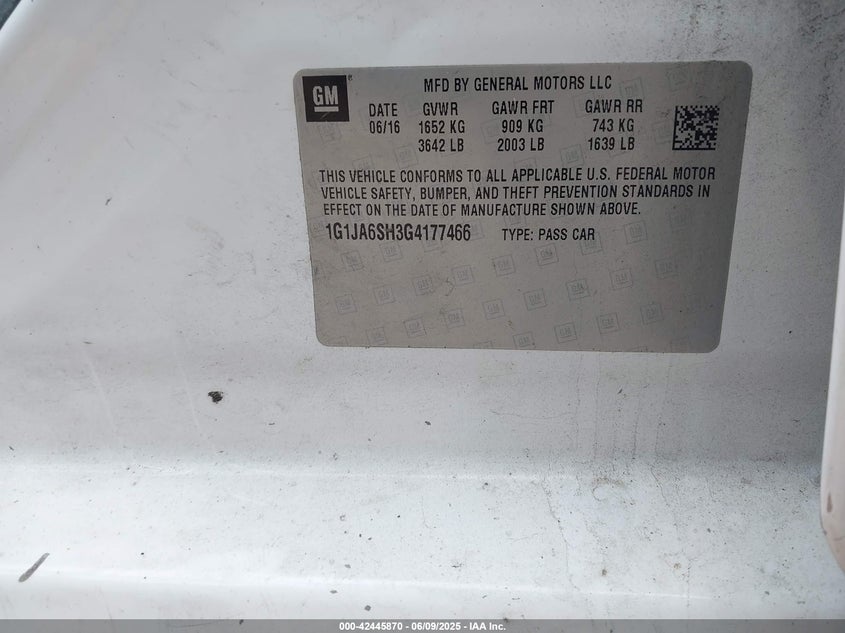 GM ®
MFD BY GENERAL MOTORS LLC
DATE GVWR GAWR FRT GAWR RR
06/16 1652 KG 909 KG 743 KG
3642 LB 2003 LB 1639 LB
THIS VEHICLE CONFORMS TO ALL APPLICABLE U.S. FEDERAL MOTOR
VEHICLE SAFETY, BUMPER, AND THEFT PREVENTION STANDARDS IN
EFFECT ON THE DATE OF MANUFACTURE SHOWN ABOVE.
1G1JA6SH3G4177466 TYPE: PASS CAR
000-42445870 | 06/09/2025 - IAA Inc.